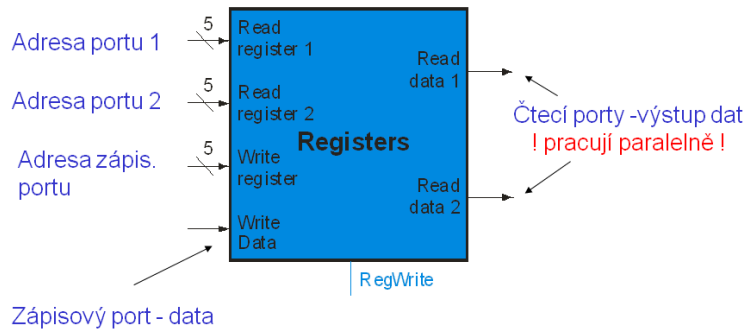 Adresa portu 1
Adresa portu 2
Adresa zápis.
portu
Zápisový port - data
5
5
5
Read
register 1
Read
register 2
Write
register
Write
Data
Registers
Read
data 1
Read
data 2
RegWrite
Čtecí porty -výstup dat
! pracují paralelně !